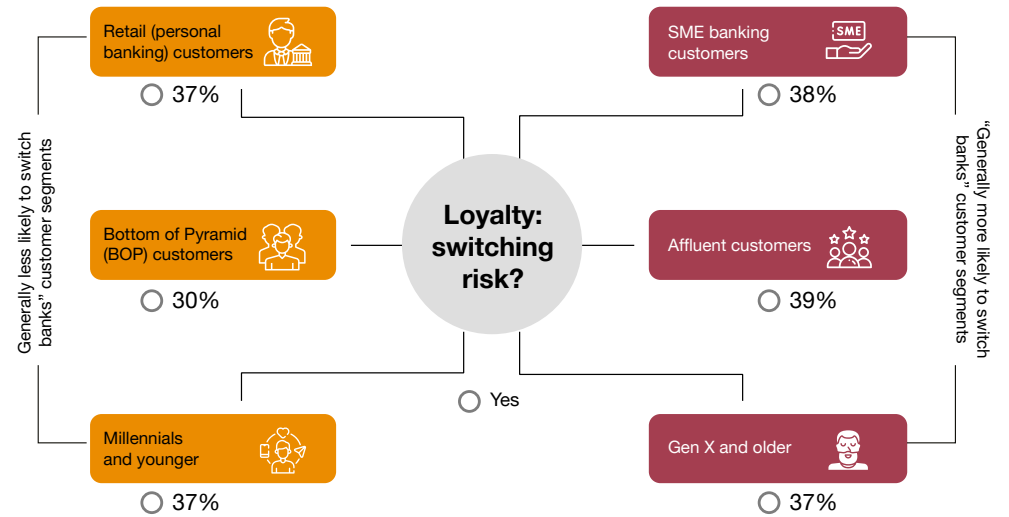 Retail (personal
banking) customers
37%
SME
SME banking
customers
38%
Generally less likely to switch
banks” customer segments
“Generally more likely to switch
banks” customer segments
Loyalty:
switching
risk?
Bottom of Pyramid
(BOP) customers
30%
Affluent customers
39%
Yes
Millennials
and younger
37%
Gen X and older
37%